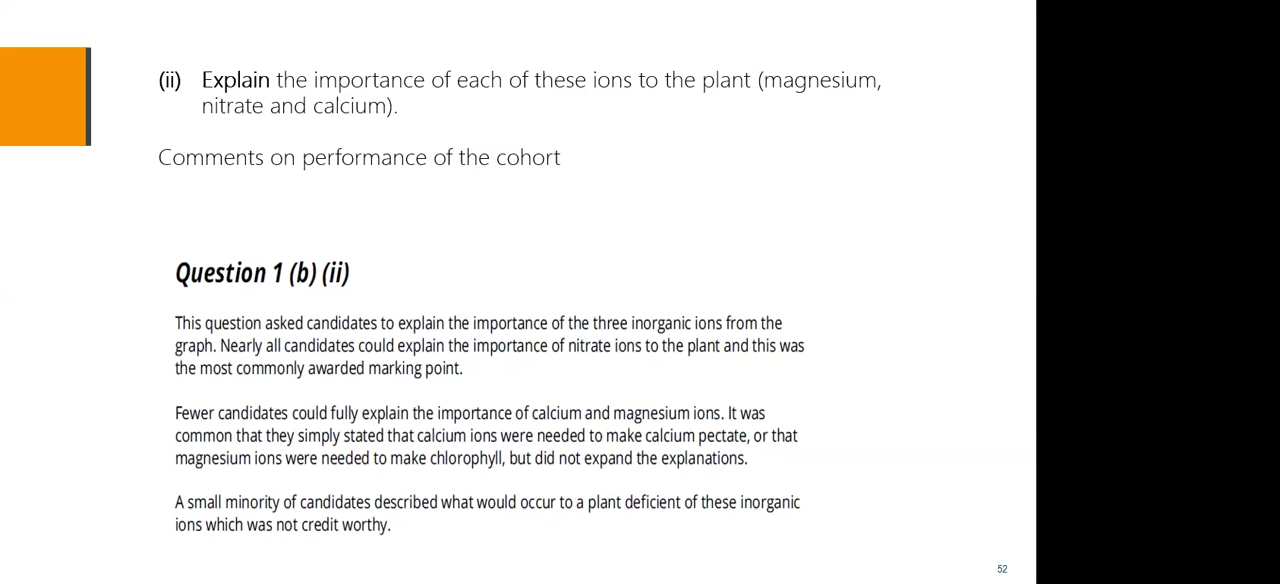 (ii) Explain the importance of each of these ions to the plant (magnesium,
nitrate and calcium).
Comments on performance of the cohort
Question 1 (b) (ii)
This question asked candidates to explain the importance of the three inorganic ions from the
graph. Nearly all candidates could explain the importance of nitrate ions to the plant and this was
the most commonly awarded marking point.
Fewer candidates could fully explain the importance of calcium and magnesium ions. It was
common that they simply stated that calcium ions were needed to make calcium pectate, or that
magnesium ions were needed to make chlorophyll, but did not expand the explanations.
A small minority of candidates described what would occur to a plant deficient of these inorganic
ions which was not credit worthy.
52